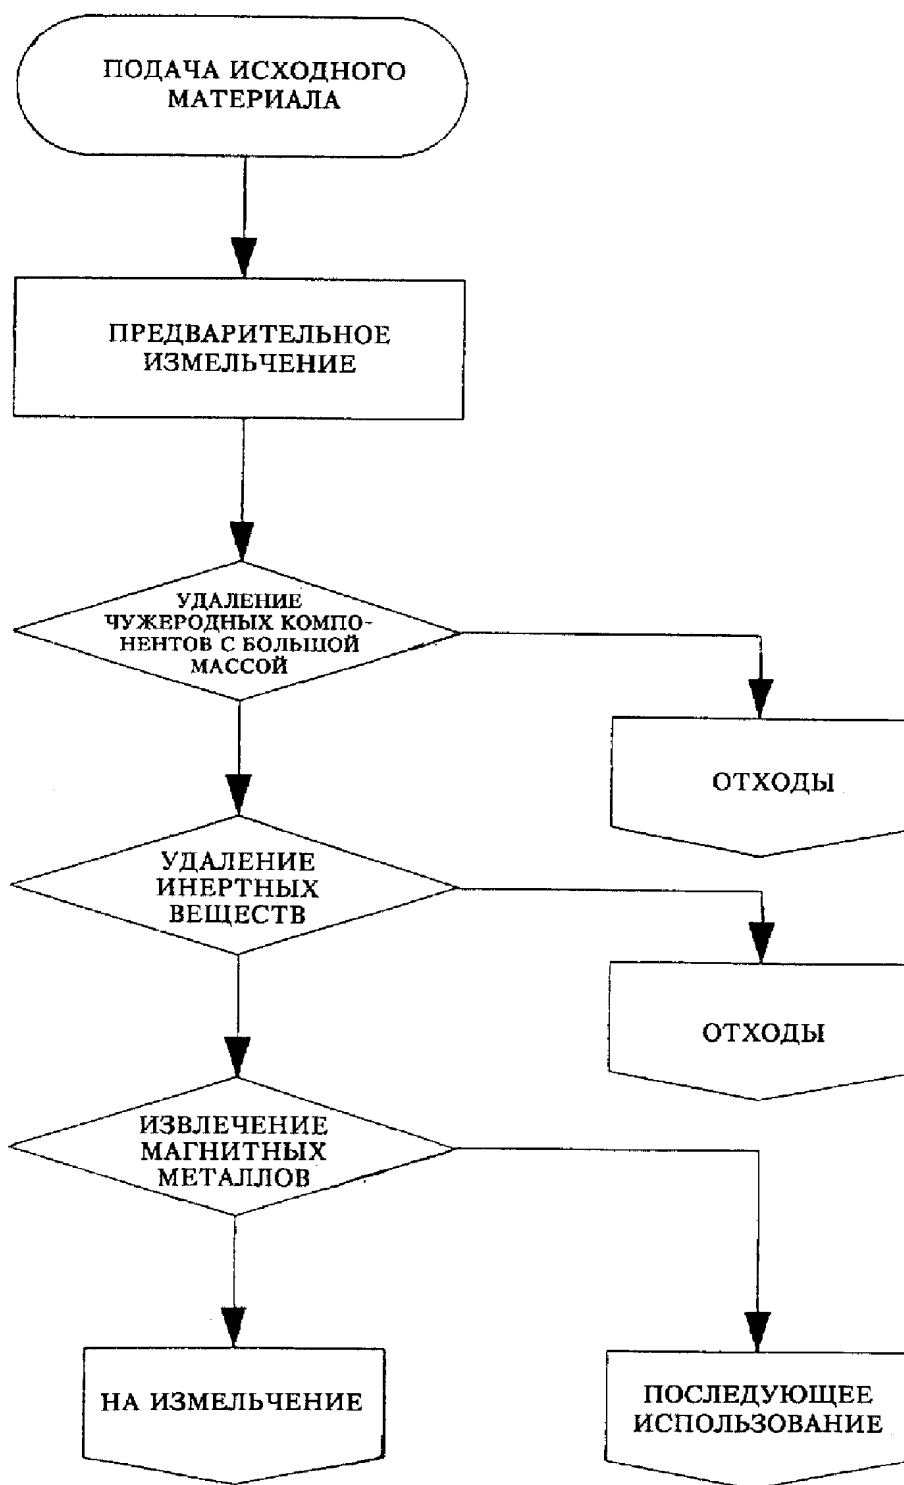 ПОДАЧА ИСХОДНОГО
МАТЕРИАЛА
ПРЕДВАРИТЕЛЬНОЕ
ИЗМЕЛЬЧЕНИЕ
УДАЛЕНИЕ
ЧУЖЕРОДНЫХ КОМПО-
НЕНТОВ С БОЛЬШОЙ
МАССОЙ
ОТХОДЫ
УДАЛЕНИЕ
ИНЕРТНЫХ
ВЕЩЕСТВ
ОТХОДЫ
ИЗВЛЕЧЕНИЕ
МАГНИТНЫХ
МЕТАЛЛОВ
НА ИЗМЕЛЬЧЕНИЕ
ПОСЛЕДУЮЩЕЕ
ИСПОЛЬЗОВАНИЕ